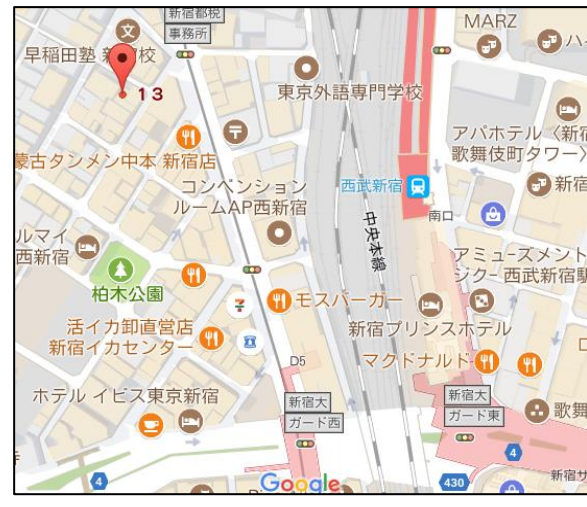 新宿都税
事務所
MARZ
文
早稲田塾 新
校
13
東京外語専門学校
アパホテル〈新宿
歌舞伎町タワー〉
蒙古タンメン中本 新宿店
コンベンション
ルームAP西新宿
西武新宿
新宿
南口
中央本線
ルマイ
西新宿
アミューズメント
柏木公園
モスバーガー
新宿プリンスホテル
活イカ卸直営店
新宿イカセンター
D5
マクドナルド
ホテル イビス東京新宿
新宿大
ガード西
新宿大
ガード東
歌舞
4
4
430
Google
新宿サ